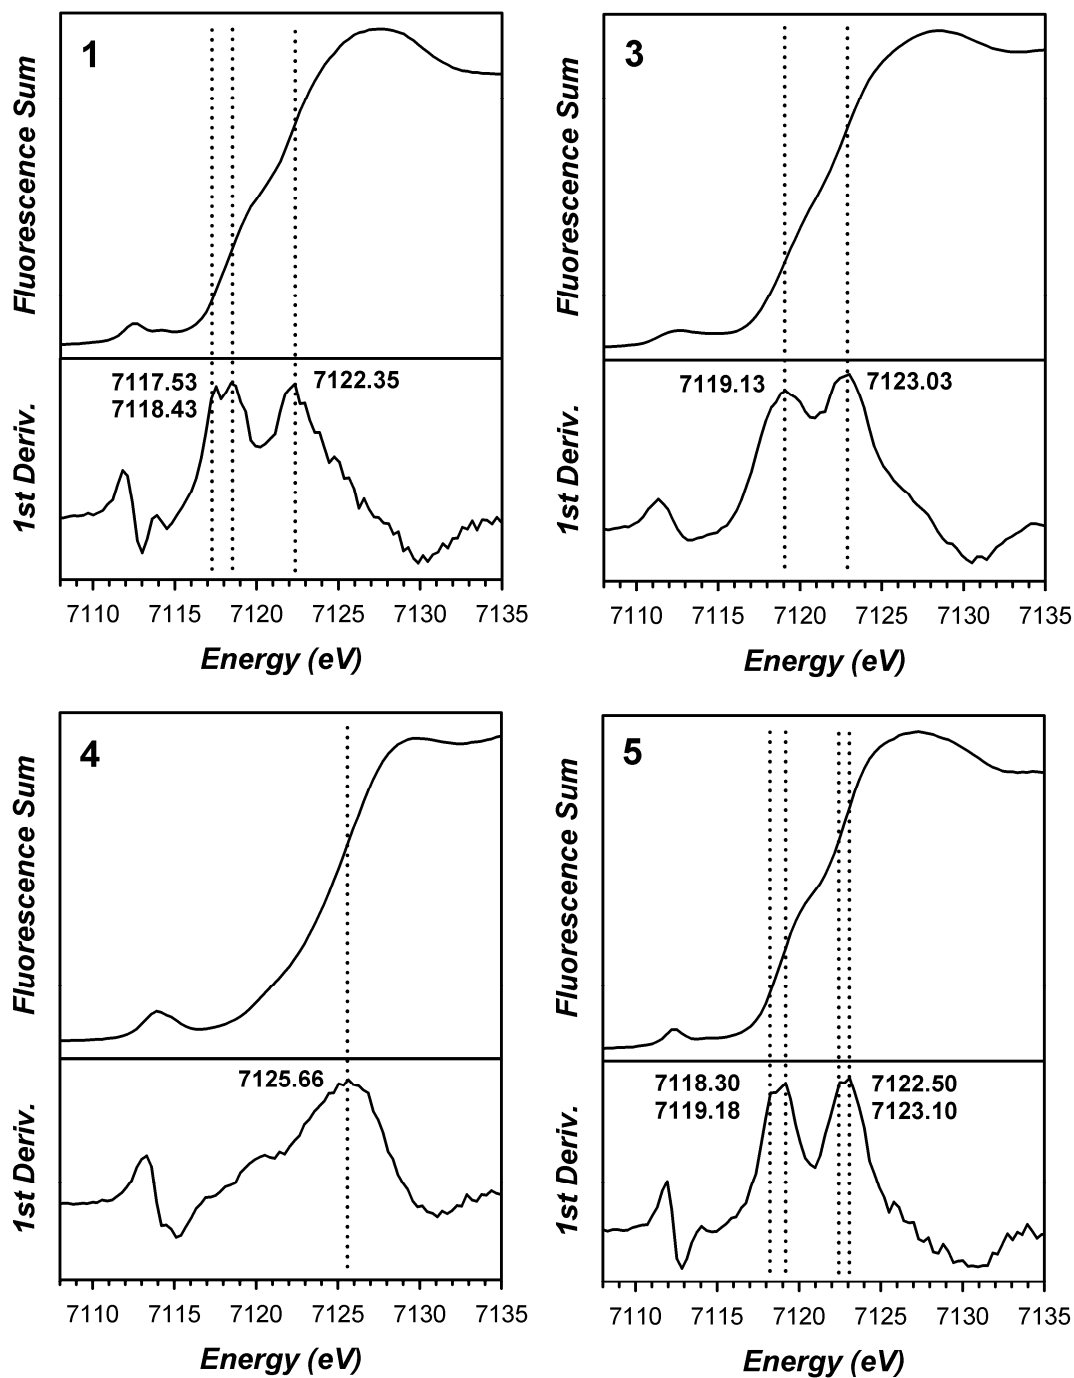 1
Fluorescence Sum
7117.53
7118.43
7122.35
1st Deriv.
7110 7115 7120 7125 7130 7135
Energy (eV)
3
Fluorescence Sum
7119.13
7123.03
1st Deriv.
7110 7115 7120 7125 7130 7135
Energy (eV)
4
Fluorescence Sum
7125.66
1st Deriv.
7110 7115 7120 7125 7130 7135
Energy (eV)
5
Fluorescence Sum
7118.30
7119.18
7122.50
7123.10
1st Deriv.
7110 7115 7120 7125 7130 7135
Energy (eV)